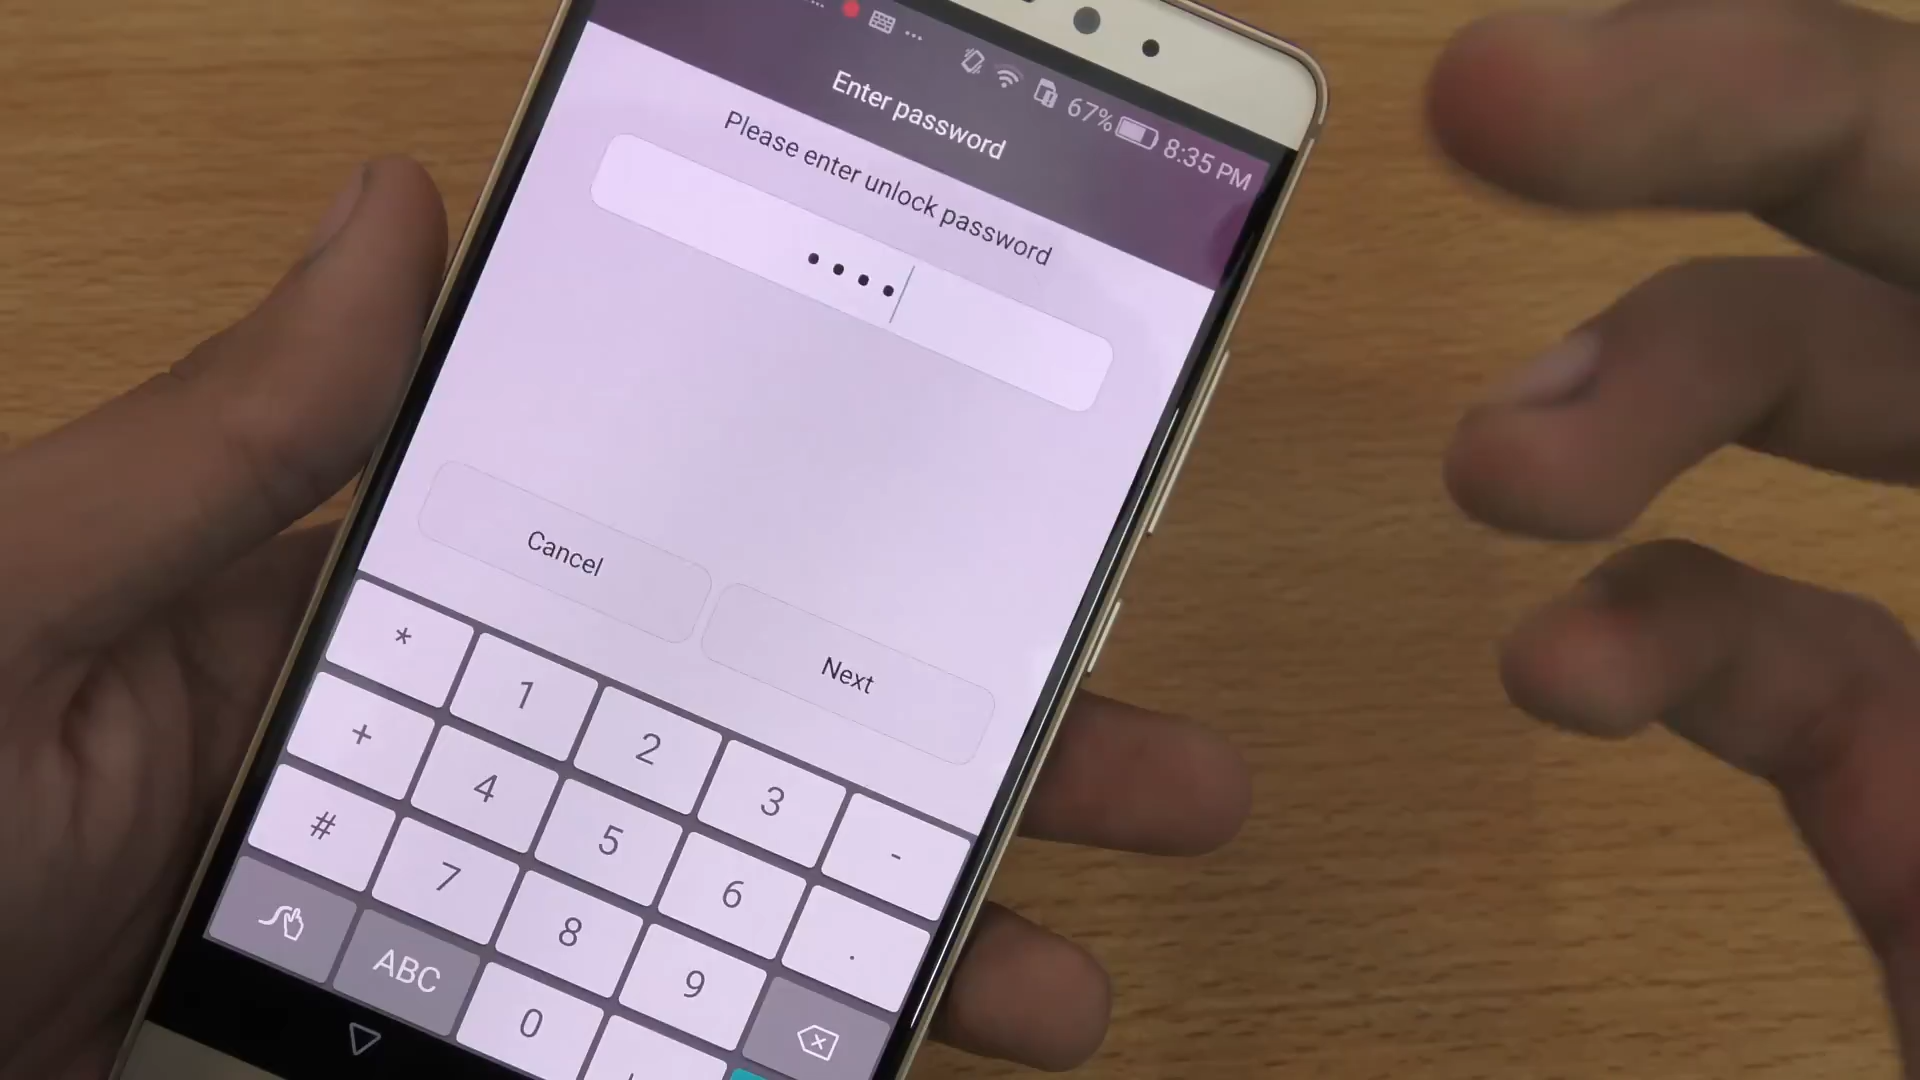 67% 8:35 PM
Enter password
Please enter unlock password
••••
Cancel
Next
* 1 2 3 -
+ 4 5 6 .
# 7 8 9
ABC 0